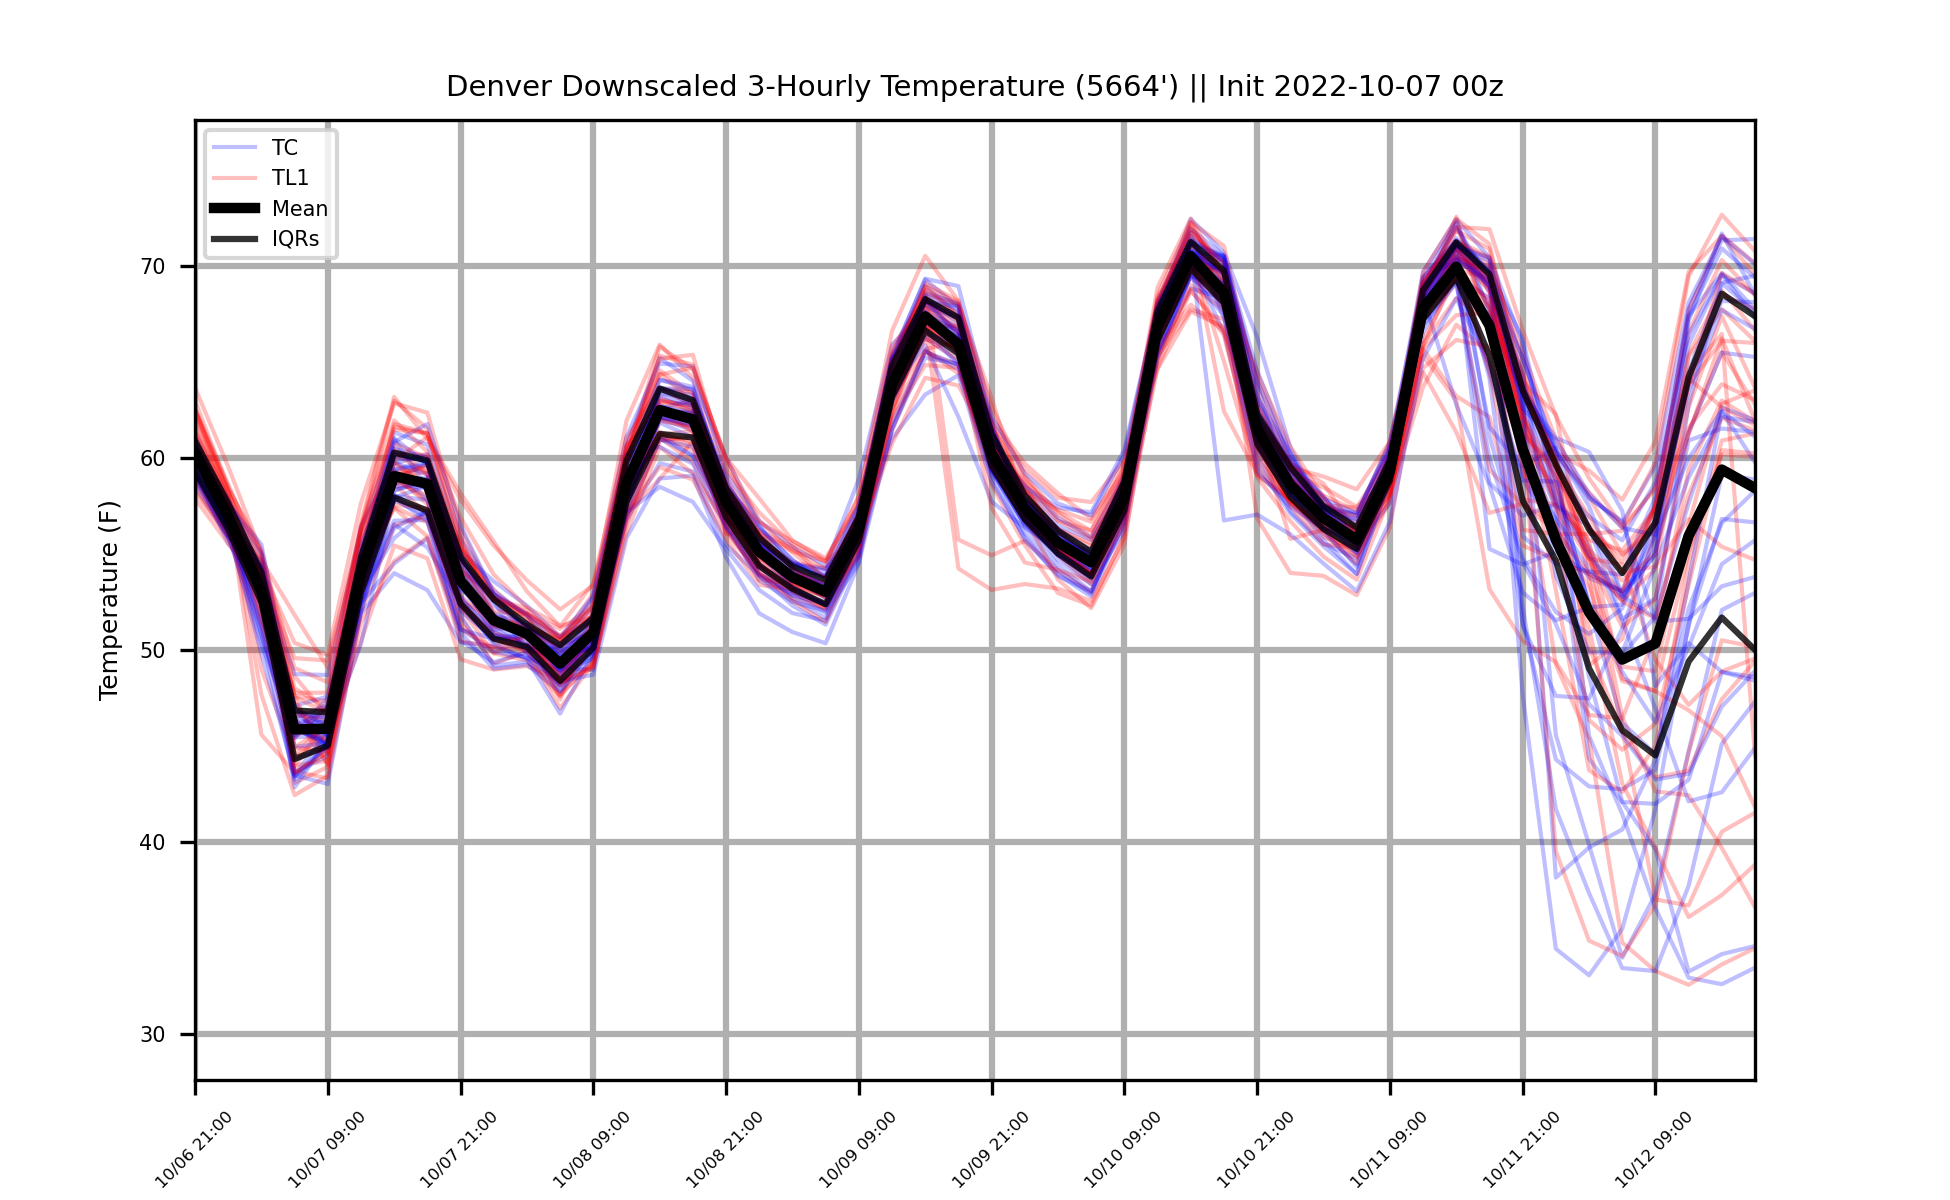 Denver Downscaled 3-Hourly Temperature (5664') || Init 2022-10-07 00z
TC
TL1
Mean
IQRs
Temperature (F)
70
60
50
40
30
10/06 21:00
10/07 09:00
10/07 21:00
10/08 09:00
10/08 21:00
10/09 09:00
10/09 21:00
10/10 09:00
10/10 21:00
10/11 09:00
10/11 21:00
10/12 09:00